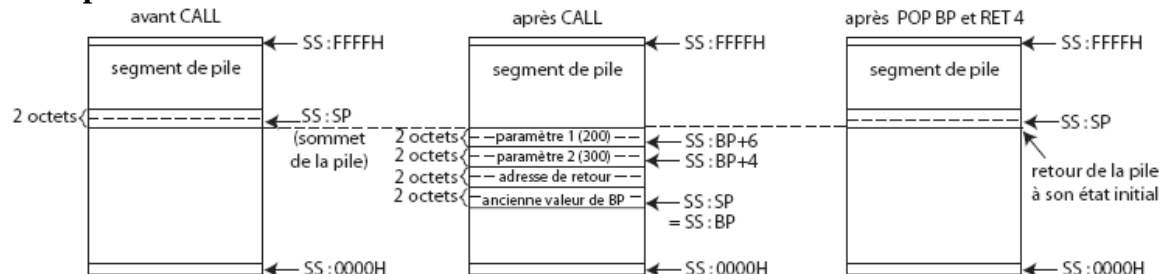 avant CALL
SS:FFFFH
segment de pile
2 octets
SS:SP
(sommet
de la pile)
SS:0000H
après CALL
SS:FFFFH
segment de pile
2 octets
paramètre 1 (200)
SS:BP+6
2 octets
paramètre 2 (300)
SS:BP+4
2 octets
adresse de retour
2 octets
ancienne valeur de BP
SS:SP
= SS:BP
SS:0000H
après POP BP et RET 4
SS:FFFFH
segment de pile
SS:SP
retour de la pile
à son état initial
SS:0000H